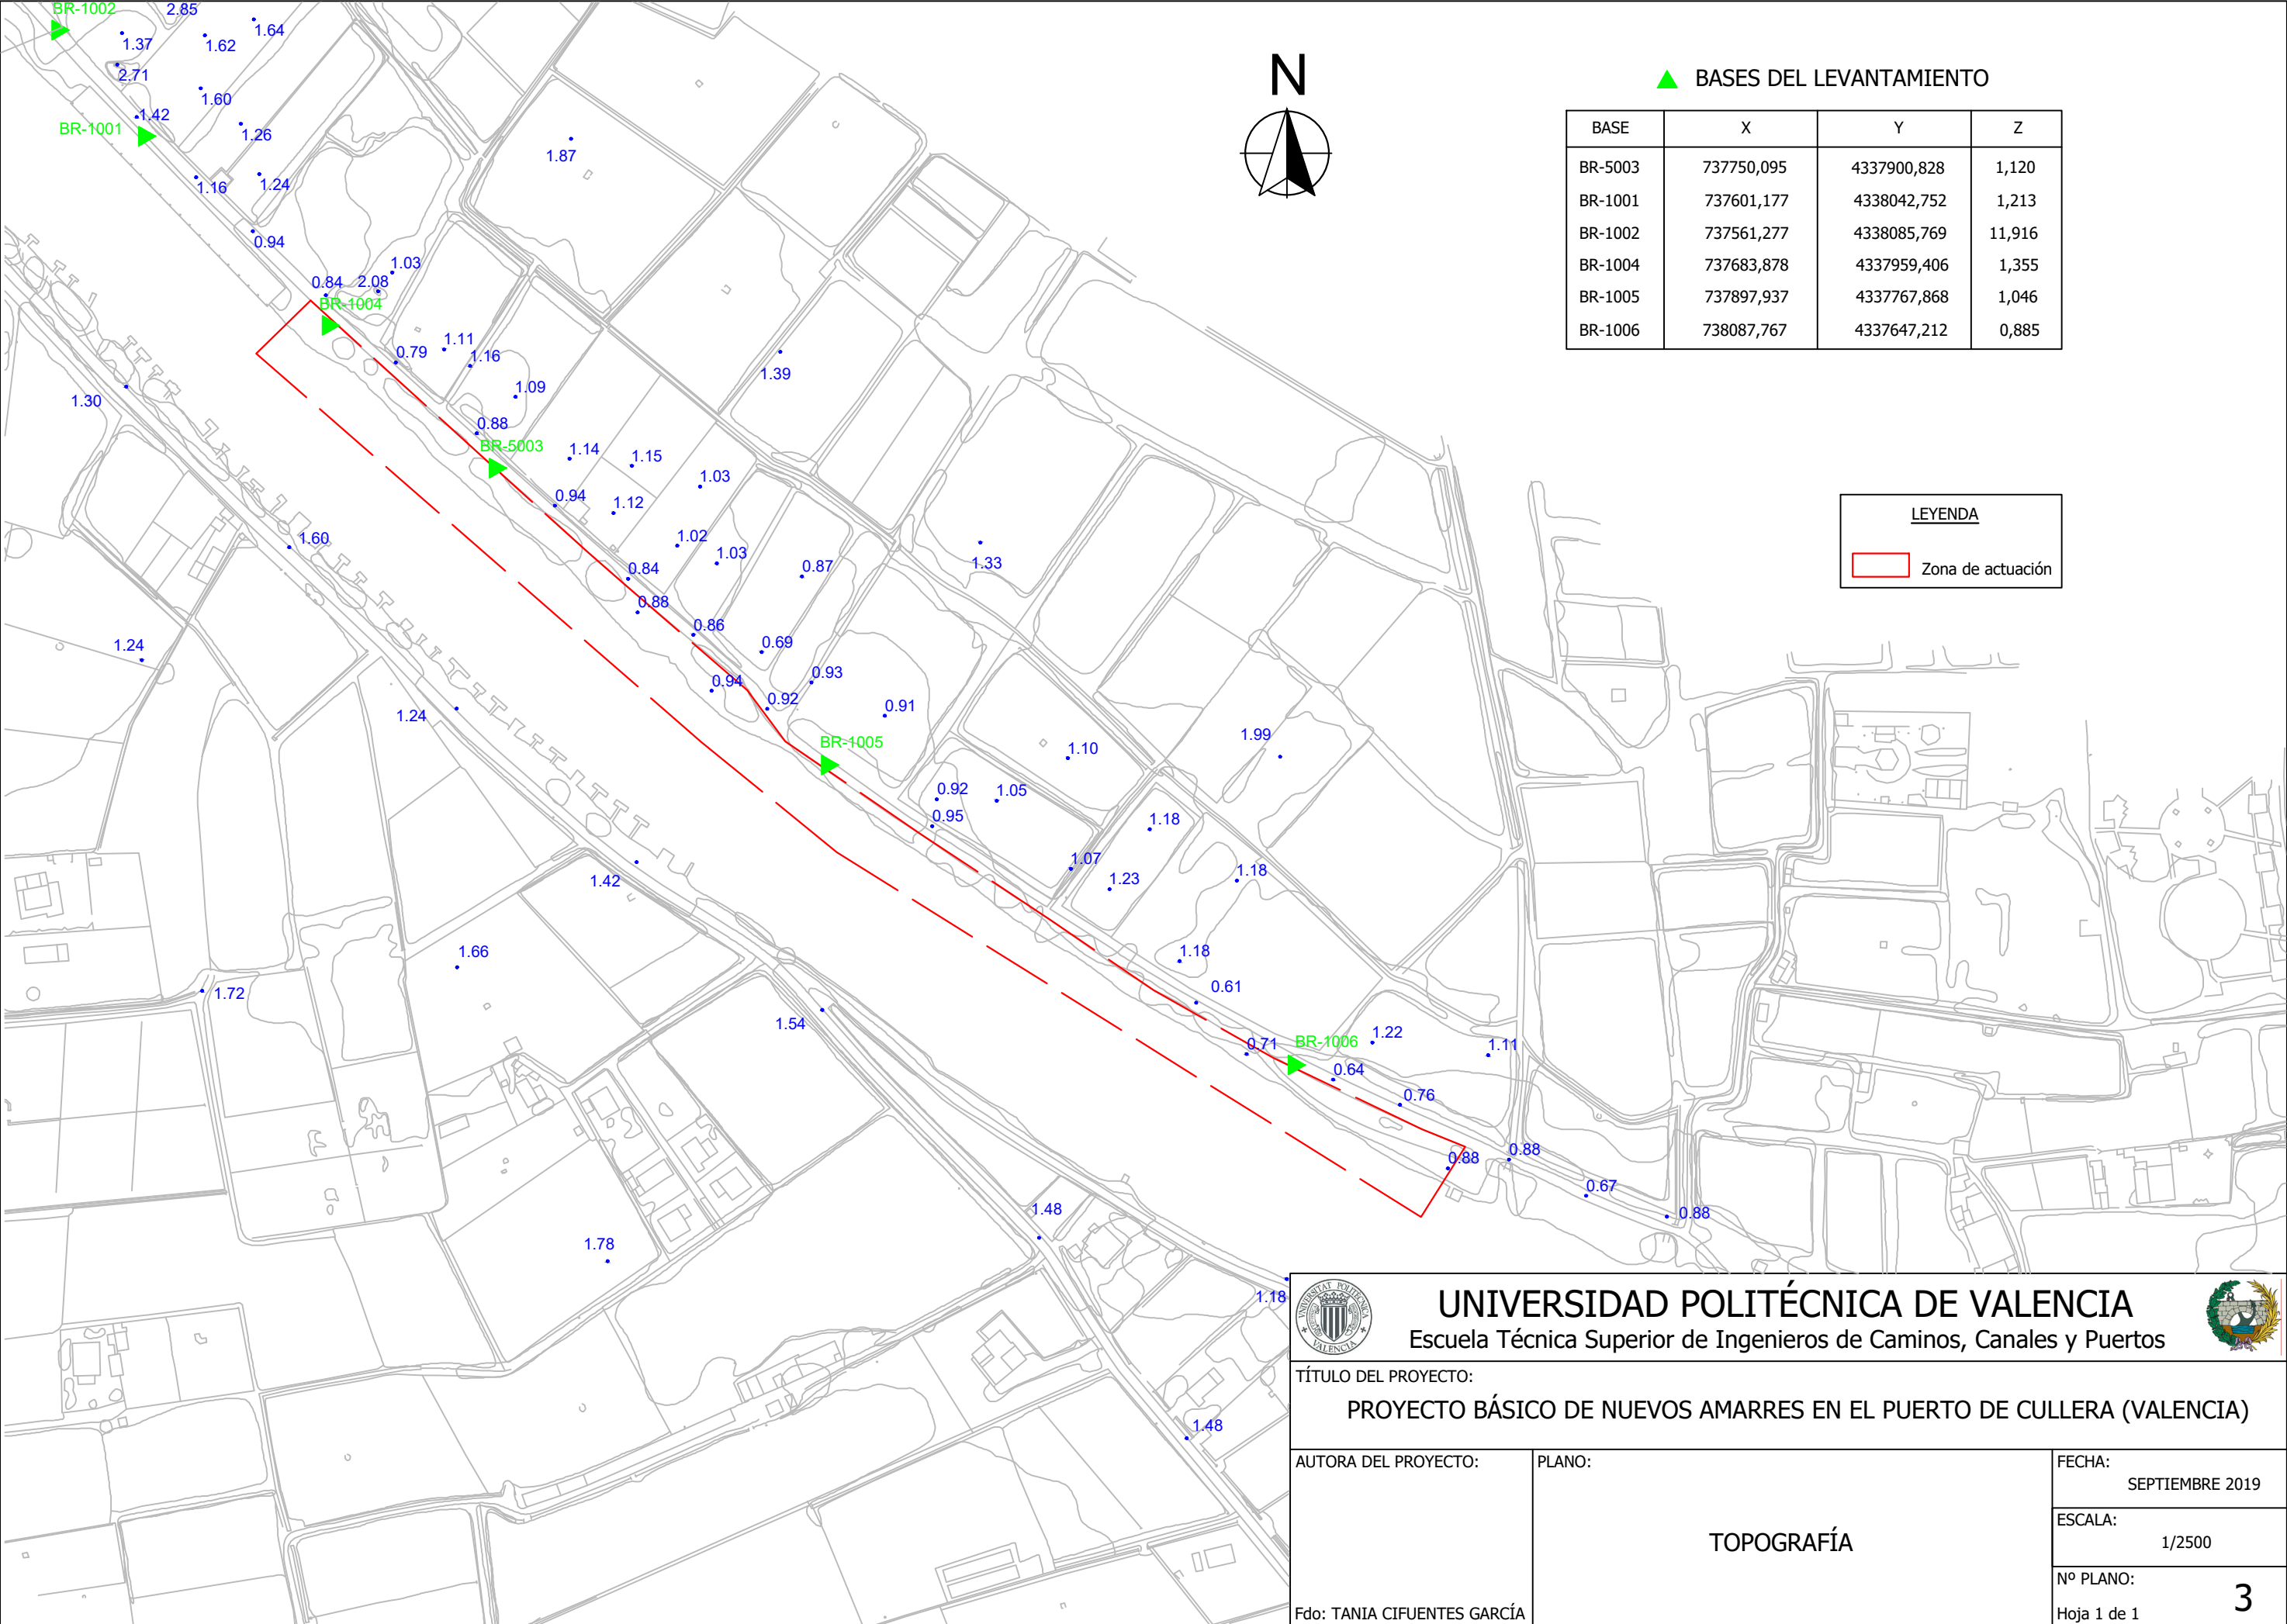 BR-1002
2.85
1.64
1.37
1.62
2.71
1.60
1.42
BR-1001
1.26
1.87
1.16
1.24
0.94
1.03
0.84
2.08
BR-1004
1.11
0.79
1.16
1.39
1.09
1.30
0.88
BR-5003
1.14
1.15
1.03
0.94
1.12
1.60
1.02
1.03
1.33
0.84
0.87
0.88
0.86
0.69
1.24
0.93
0.94
0.92
0.91
1.24
BR-1005
1.10
1.99
0.92
1.05
0.95
1.18
1.07
1.42
1.23
1.18
1.66
1.18
1.72
0.61
1.54
1.22
0.71
BR-1006
1.11
0.64
0.76
0.88
0.88
0.67
1.48
0.88
1.78
1.18
1.48
N
BASES DEL LEVANTAMIENTO
BASE X Y Z
BR-5003 737750,095 4337900,828 1,120
BR-1001 737601,177 4338042,752 1,213
BR-1002 737561,277 4338085,769 11,916
BR-1004 737683,878 4337959,406 1,355
BR-1005 737897,937 4337767,868 1,046
BR-1006 738087,767 4337647,212 0,885
LEYENDA
Zona de actuación
UNIVERSITAT POLITÈCNICA
VALENCIA
UNIVERSIDAD POLITÉCNICA DE VALENCIA
Escuela Técnica Superior de Ingenieros de Caminos, Canales y Puertos
TÍTULO DEL PROYECTO:
PROYECTO BÁSICO DE NUEVOS AMARRES EN EL PUERTO DE CULLERA (VALENCIA)
AUTORA DEL PROYECTO:
Fdo: TANIA CIFUENTES GARCÍA
PLANO:
TOPOGRAFÍA
FECHA:
SEPTIEMBRE 2019
ESCALA:
1/2500
Nº PLANO:
3
Hoja 1 de 1